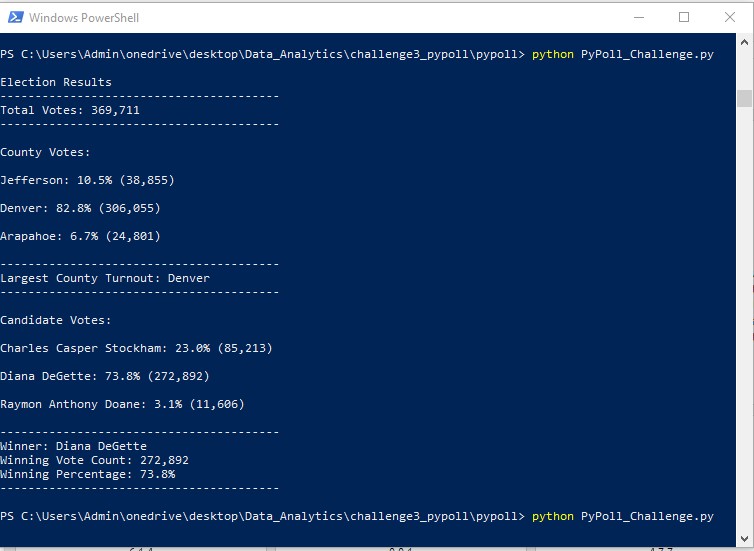 Windows PowerShell
PS C:\Users\Admin\onedrive\desktop\Data_Analytics\challenge3_pypoll\pypoll> python PyPoll_Challenge.py
Election Results
----------------------------------------
Total Votes: 369,711
----------------------------------------
County Votes:
Jefferson: 10.5% (38,855)
Denver: 82.8% (306,055)
Arapahoe: 6.7% (24,801)
----------------------------------------
Largest County Turnout: Denver
----------------------------------------
Candidate Votes:
Charles Casper Stockham: 23.0% (85,213)
Diana DeGette: 73.8% (272,892)
Raymon Anthony Doane: 3.1% (11,606)
----------------------------------------
Winner: Diana DeGette
Winning Vote Count: 272,892
Winning Percentage: 73.8%
----------------------------------------
PS C:\Users\Admin\onedrive\desktop\Data_Analytics\challenge3_pypoll\pypoll> python PyPoll_Challenge.py